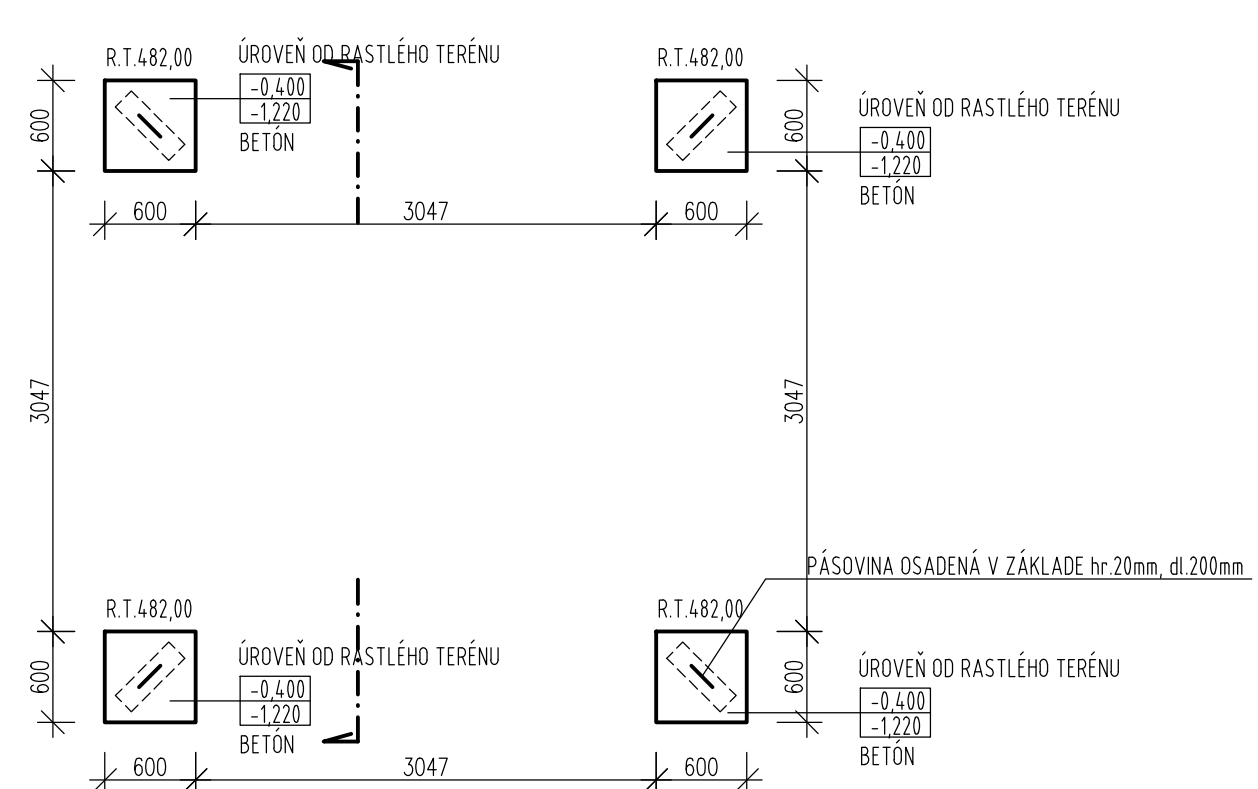 R.T.482,00
ÚROVEŇ OD RASTLÉHO TERÉNU
-0,400
-1,220
BETÓN
R.T.482,00
ÚROVEŇ OD RASTLÉHO TERÉNU
-0,400
-1,220
BETÓN
600
600
600
3047
600
3047
3047
PÁSOVINA OSADENÁ V ZÁKLADE hr.20mm, dl.200mm
R.T.482,00
ÚROVEŇ OD RASTLÉHO TERÉNU
-0,400
-1,220
BETÓN
R.T.482,00
ÚROVEŇ OD RASTLÉHO TERÉNU
-0,400
-1,220
BETÓN
600
600
600
3047
600